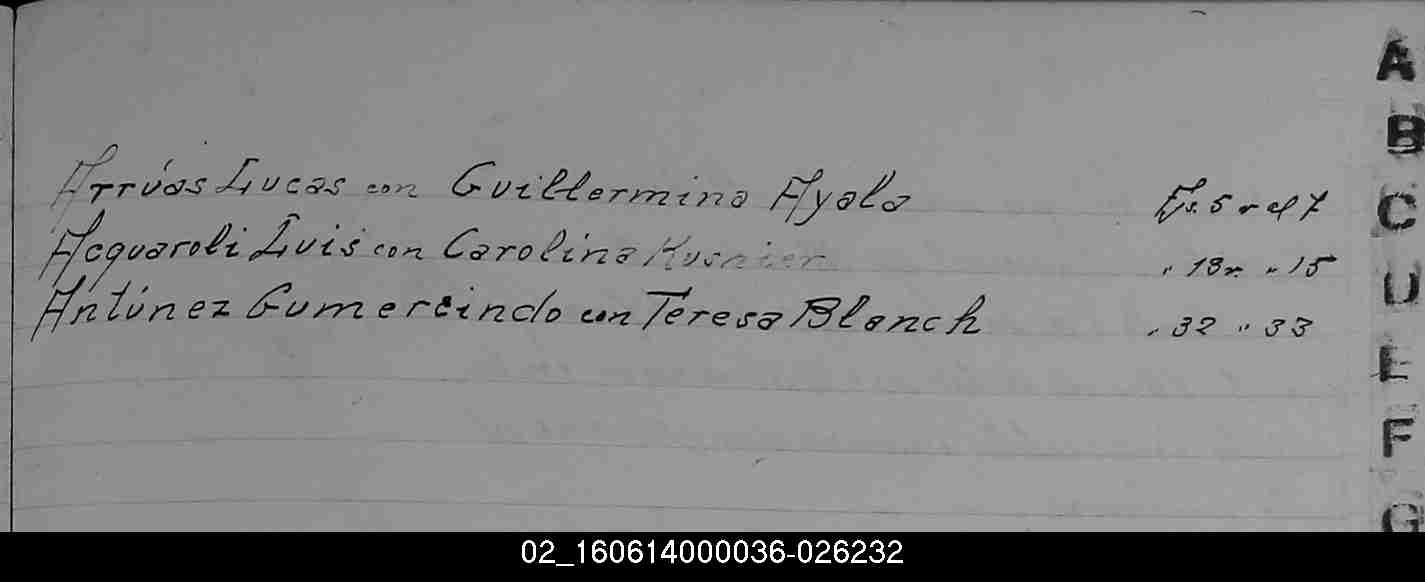 Arrúas Lucas con Guillermina Ayala Fs. 5 r al 7
Acquaroli Luis con Carolina Kusnier " 13 r. " 15
Antúnez Gumercindo con Teresa Blanch " 32 " 33
A
B
C
D
E
F
G
02_160614000036-026232